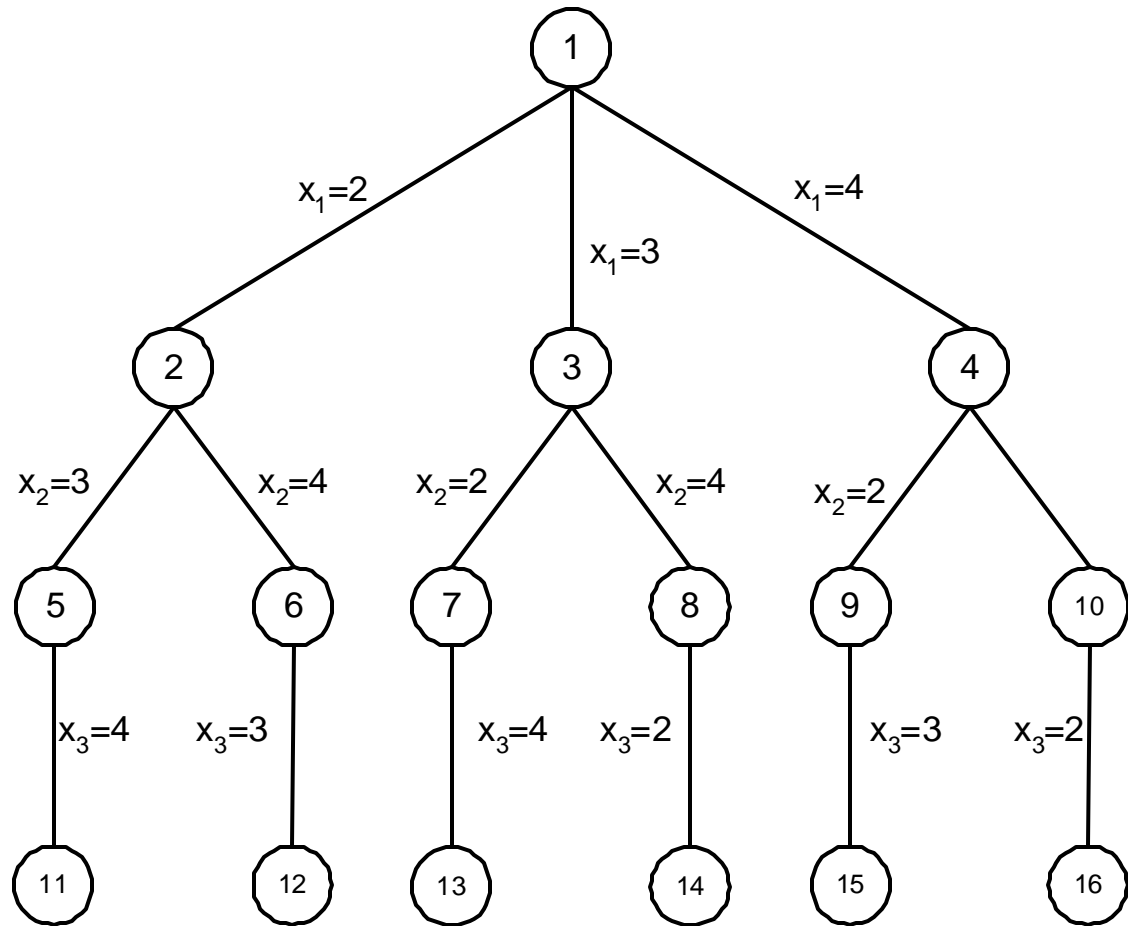 1
x₁=2
x₁=4
x₁=3
2
3
4
x₂=3
x₂=4
x₂=2
x₂=4
x₂=2
5
6
7
8
9
10
x₃=4
x₃=3
x₃=4
x₃=2
x₃=3
x₃=2
11
12
13
14
15
16